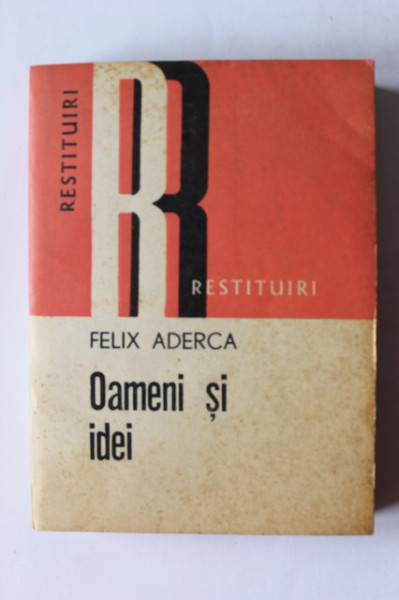 RESTITUIRI
R
RESTITUIRI
FELIX ADERCA
Oameni și
idei